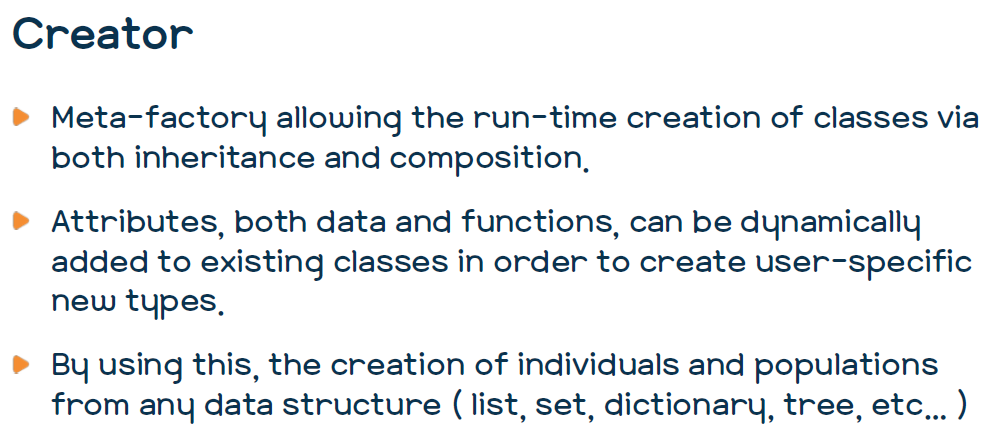 Creator
Meta-factory allowing the run-time creation of classes via
both inheritance and composition.
Attributes, both data and functions, can be dynamically
added to existing classes in order to create user-specific
new types.
By using this, the creation of individuals and populations
from any data structure ( list, set, dictionary, tree, etc... )